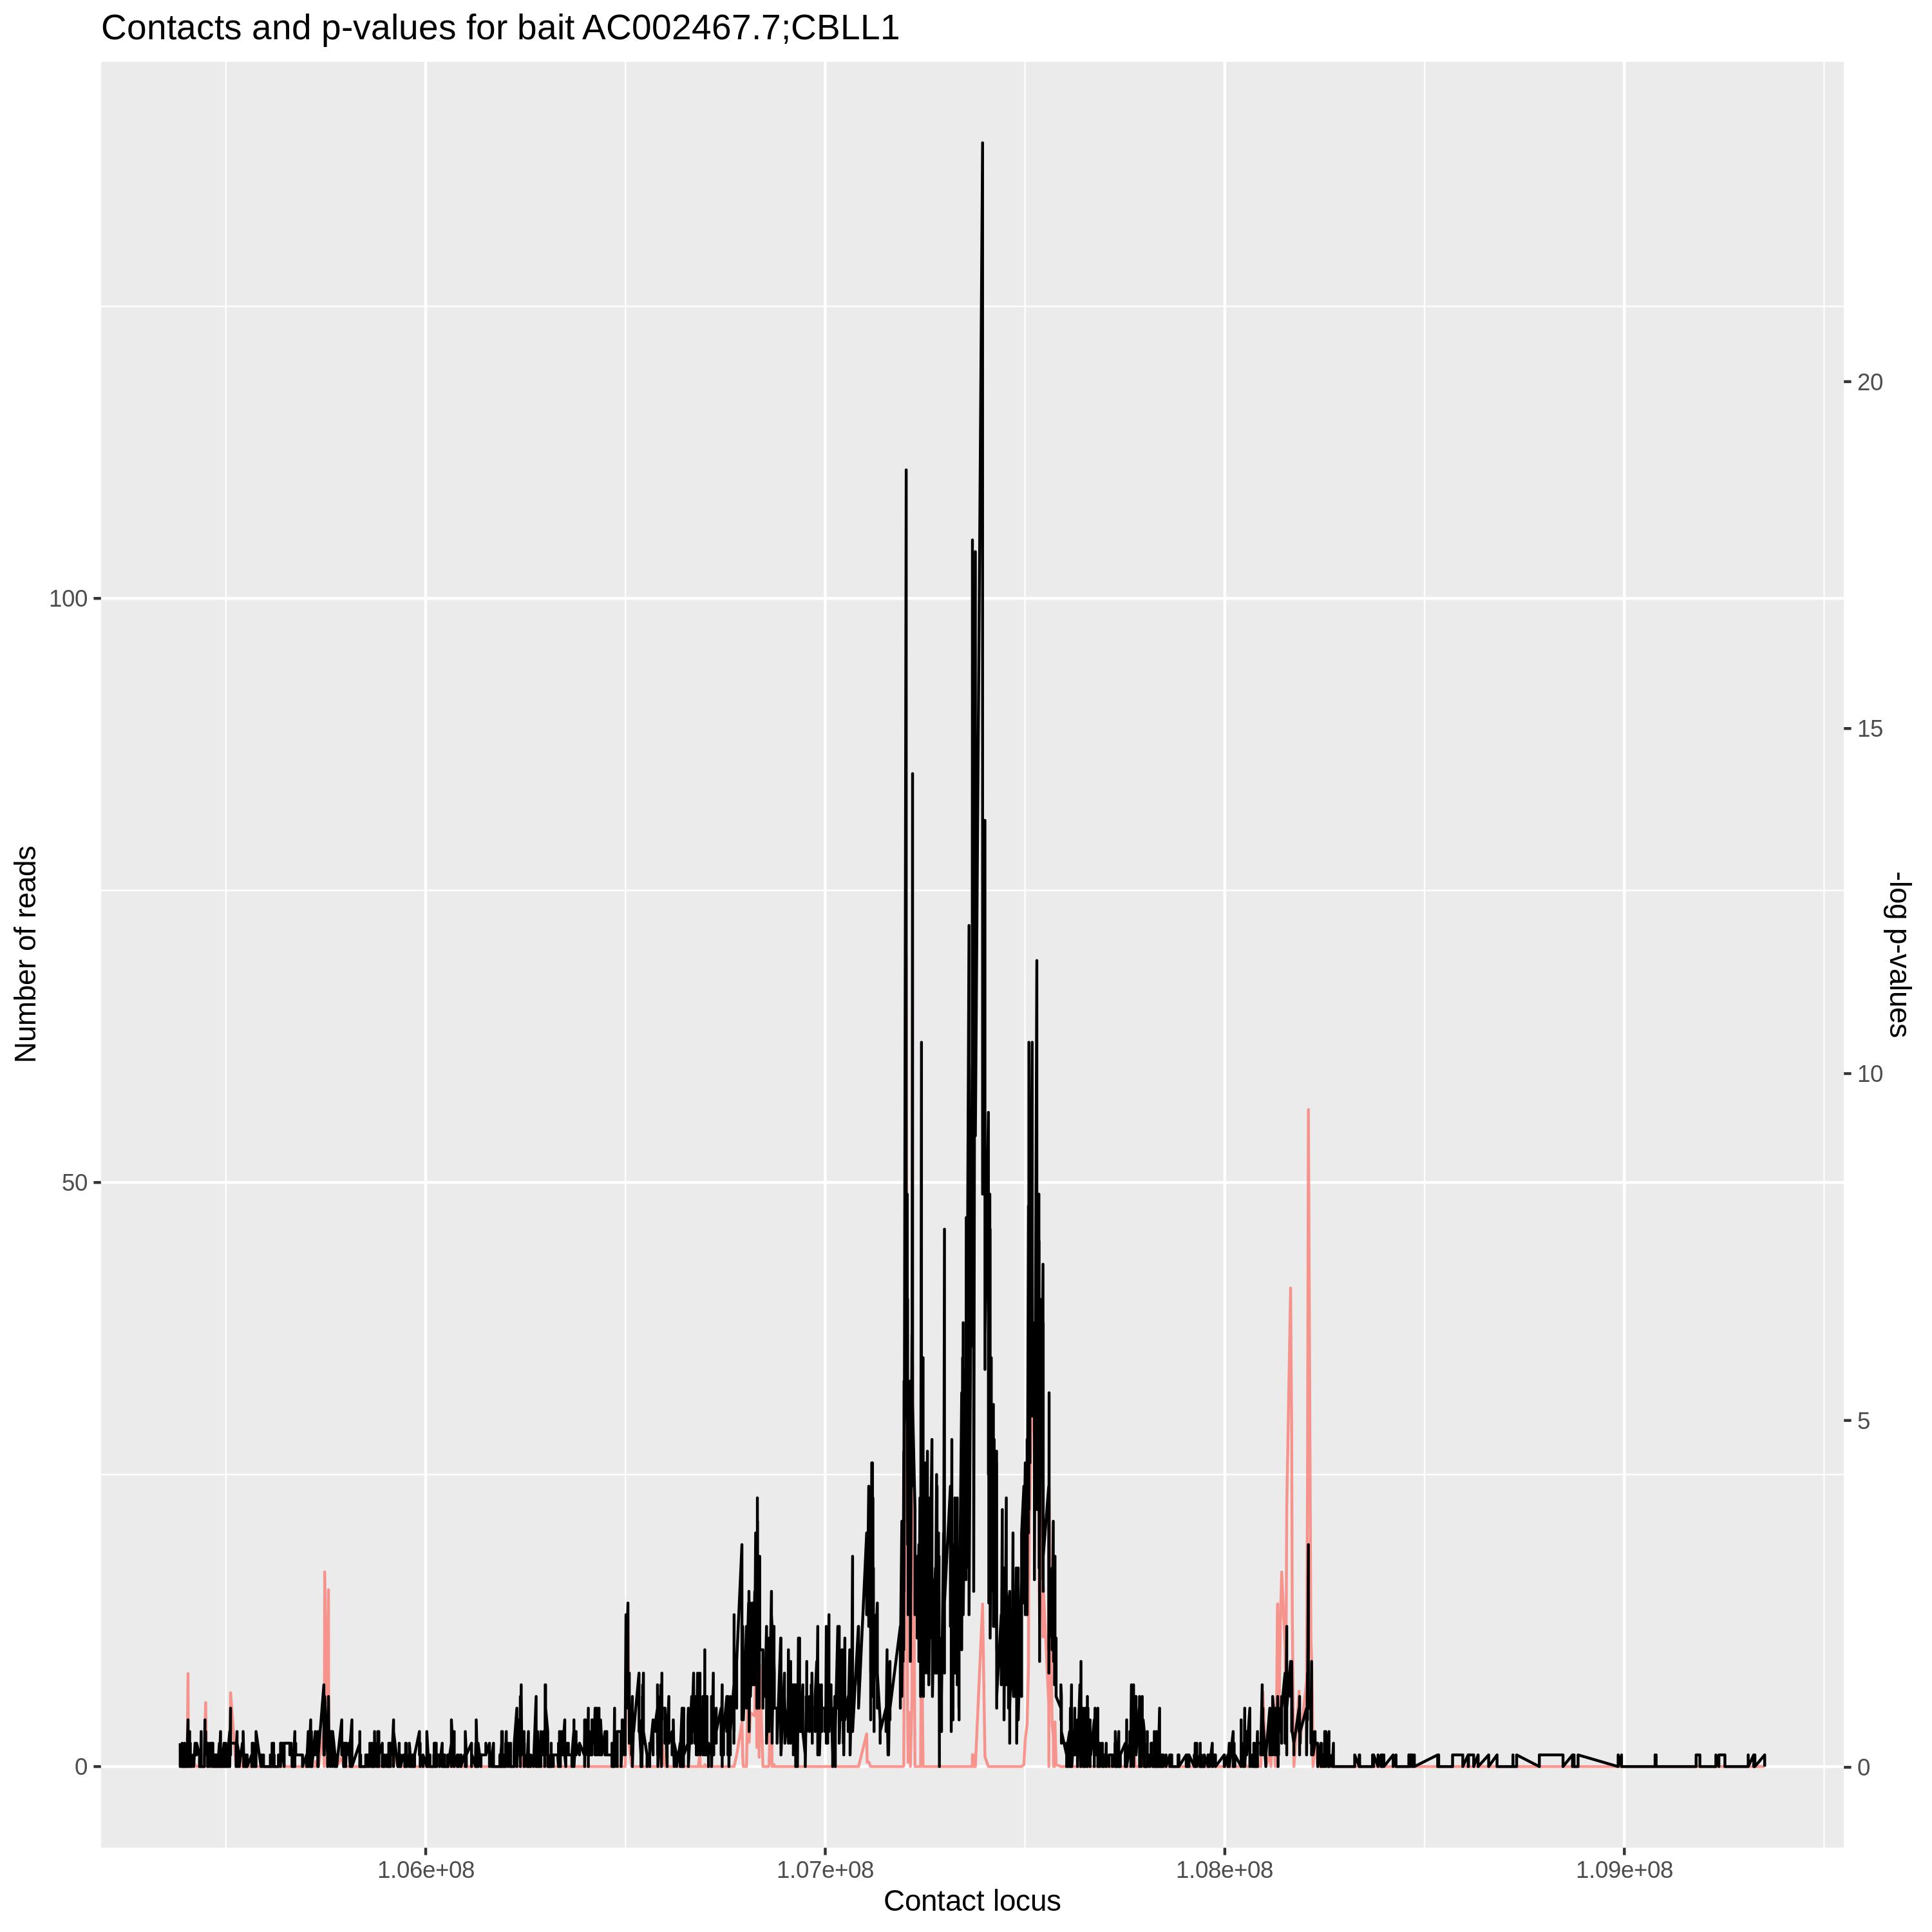 Contacts and p-values for bait AC002467.7;CBLL1
Number of reads
100
50
0
20
15
10
5
0
-log p-values
1.06e+08
1.07e+08
1.08e+08
1.09e+08
Contact locus